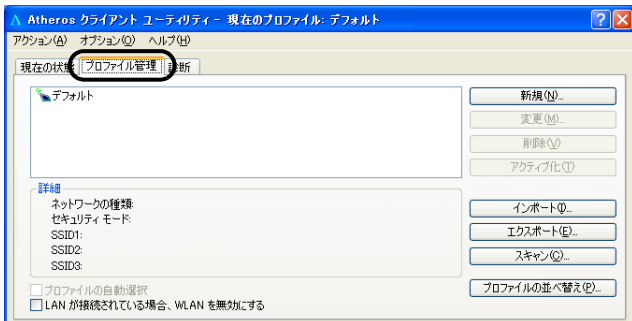 Atheros クライアント ユーティリティ - 現在のプロファイル: デフォルト
アクション(A) オプション(O) ヘルプ(H)
現在の状態 プロファイル管理 診断
デフォルト
新規(N)...
変更(M)...
削除(V)
アクティブ化(T)
詳細
ネットワークの種類:
セキュリティ モード:
SSID1:
SSID2:
SSID3:
インポート(I)...
エクスポート(E)...
スキャン(C)...
プロファイルの並べ替え(P)...
プロファイルの自動選択
LAN が接続されている場合、WLAN を無効にする